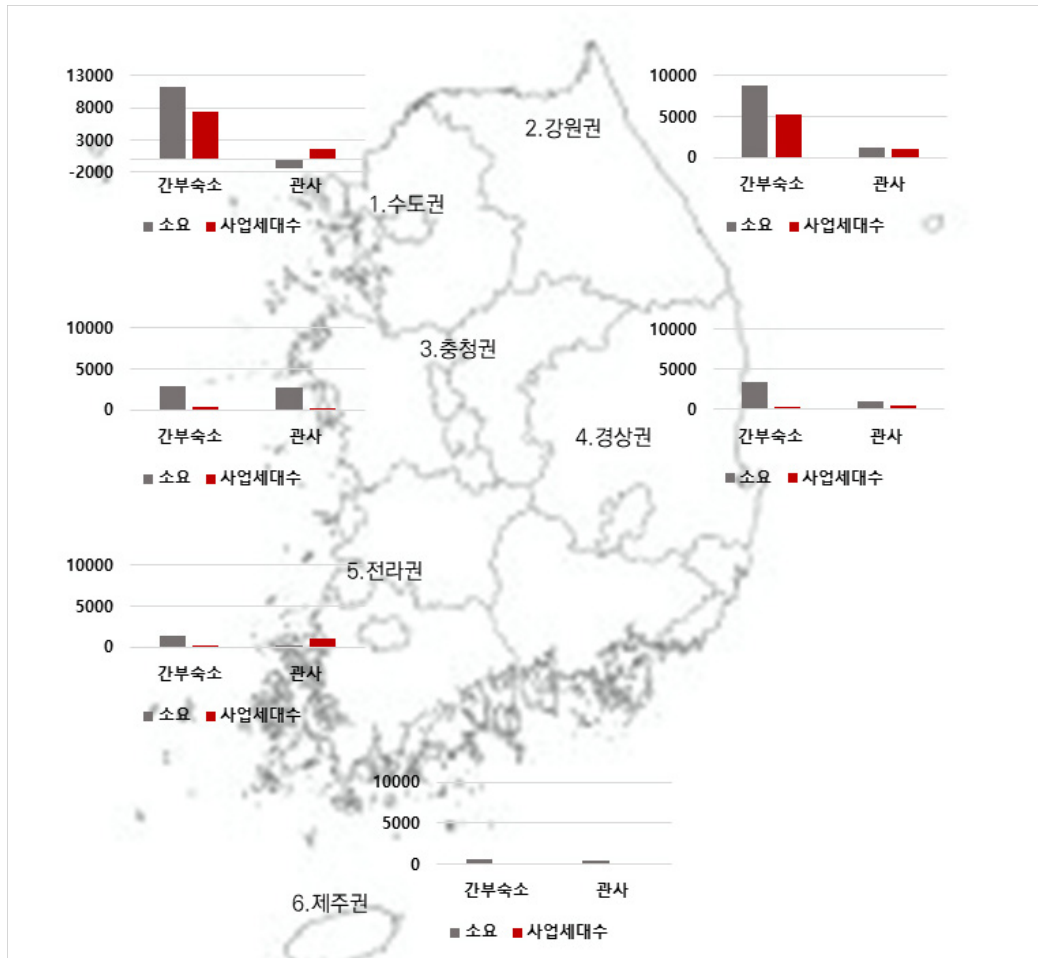 13000
8000
3000
-2000
간부숙소 관사
■ 소요 ■ 사업세대수
1.수도권
2.강원권
10000
5000
0
간부숙소 관사
■ 소요 ■ 사업세대수
10000
5000
0
간부숙소 관사
■ 소요 ■ 사업세대수
3.충청권
10000
5000
0
간부숙소 관사
■ 소요 ■ 사업세대수
4.경상권
10000
5000
0
간부숙소 관사
■ 소요 ■ 사업세대수
5.전라권
10000
5000
0
간부숙소 관사
■ 소요 ■ 사업세대수
6.제주권